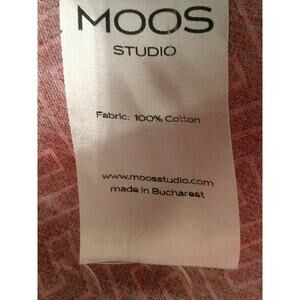 MOOS
STUDIO
Fabric: 100% Cotton
www.moosstudio.com
made in Bucharest